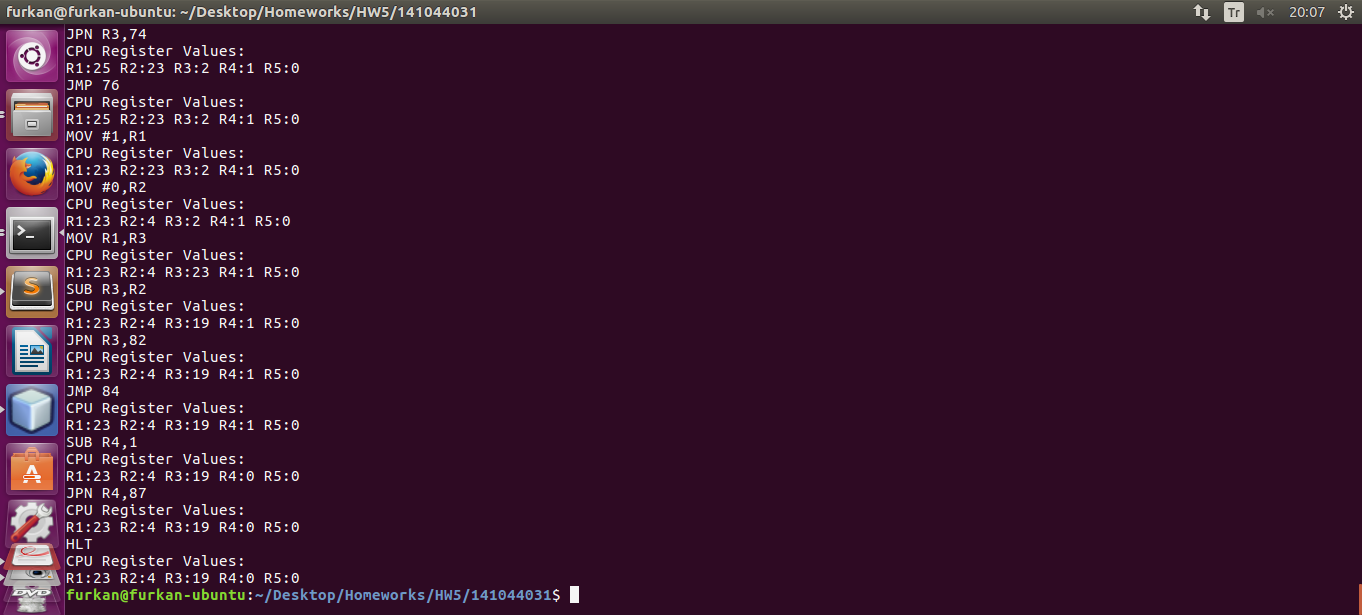 furkan@furkan-ubuntu: ~/Desktop/Homeworks/HW5/141044031
Tr
20:07
JPN R3,74
CPU Register Values:
R1:25 R2:23 R3:2 R4:1 R5:0
JMP 76
CPU Register Values:
R1:25 R2:23 R3:2 R4:1 R5:0
MOV #1,R1
CPU Register Values:
R1:23 R2:23 R3:2 R4:1 R5:0
MOV #0,R2
CPU Register Values:
R1:23 R2:4 R3:2 R4:1 R5:0
MOV R1,R3
CPU Register Values:
R1:23 R2:4 R3:23 R4:1 R5:0
SUB R3,R2
CPU Register Values:
R1:23 R2:4 R3:19 R4:1 R5:0
JPN R3,82
CPU Register Values:
R1:23 R2:4 R3:19 R4:1 R5:0
JMP 84
CPU Register Values:
R1:23 R2:4 R3:19 R4:1 R5:0
SUB R4,1
CPU Register Values:
R1:23 R2:4 R3:19 R4:0 R5:0
JPN R4,87
CPU Register Values:
R1:23 R2:4 R3:19 R4:0 R5:0
HLT
CPU Register Values:
R1:23 R2:4 R3:19 R4:0 R5:0
furkan@furkan-ubuntu:~/Desktop/Homeworks/HW5/141044031$
DVD